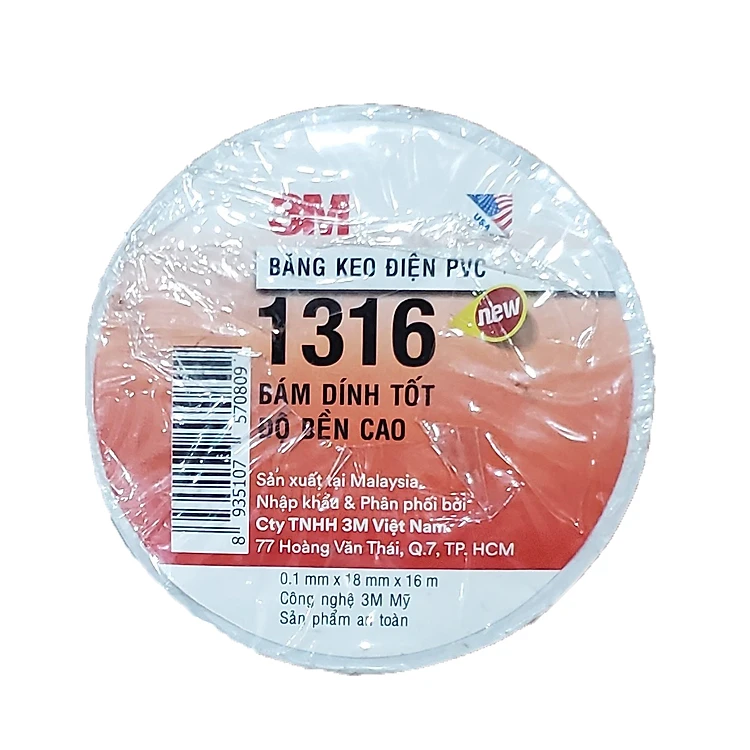 3M
USA
BĂNG KEO ĐIỆN PVC
1316
new
BÁM DÍNH TỐT
ĐỘ BỀN CAO
Sản xuất tại Malaysia
Nhập khẩu & Phân phối bởi
Cty TNHH 3M Việt Nam
77 Hoàng Văn Thái, Q.7, TP. HCM
0.1 mm x 18 mm x 16 m
Công nghệ 3M Mỹ
Sản phẩm an toàn
8 935107 570809